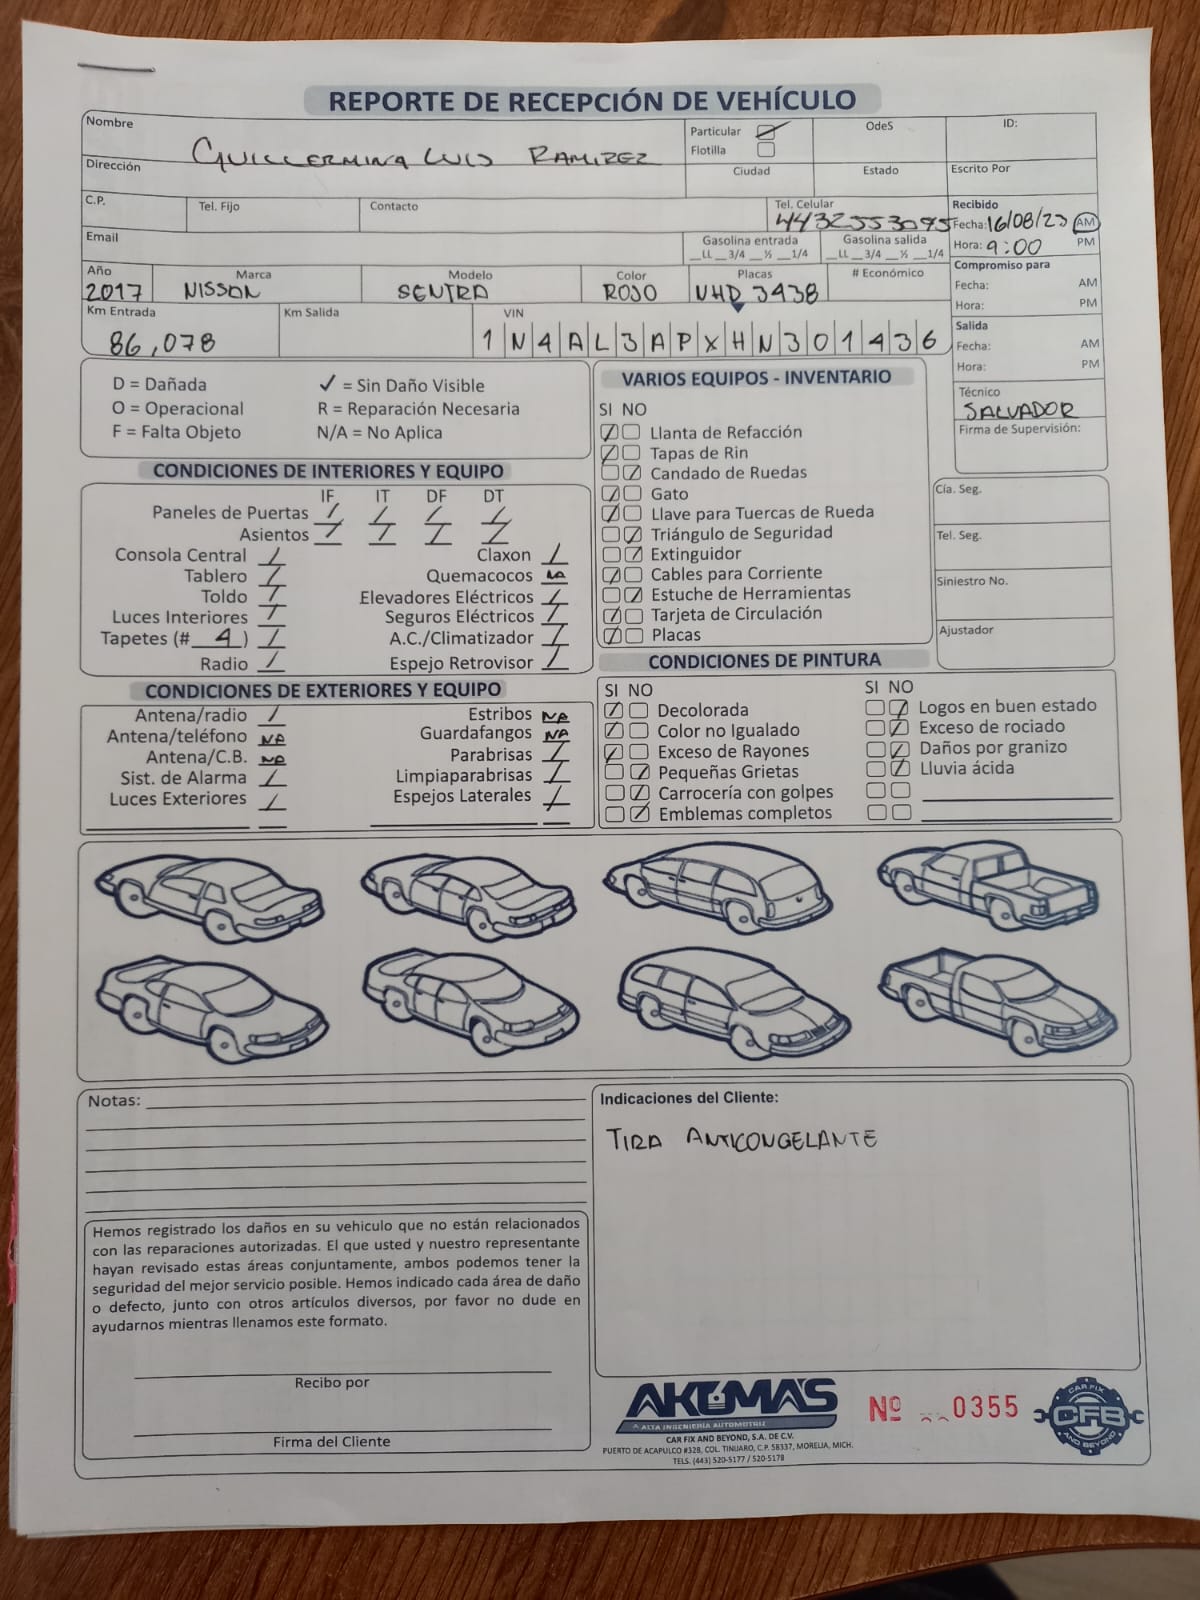 REPORTE DE RECEPCIÓN DE VEHÍCULO
Nombre GUILLERMINA LUIS RAMIREZ
Particular
Flotilla
OdeS
ID:
Dirección
Ciudad
Estado
Escrito Por
C.P.
Tel. Fijo
Contacto
Tel. Celular 4432553095
Recibido
Fecha: 16/08/23 AM
Hora: 9:00 PM
Email
Gasolina entrada
__LL __3/4 __½ __1/4
Gasolina salida
__LL __3/4 __½ __1/4
Año 2017
Marca NISSAN
Modelo SENTRA
Color ROJO
Placas UHD 3438
# Económico
Compromiso para
Fecha: AM
Hora: PM
Km Entrada 86,078
Km Salida
VIN 1N4AL3APXHN301436
Salida
Fecha: AM
Hora: PM
Técnico
SALVADOR
Firma de Supervisión:
D = Dañada
✓ = Sin Daño Visible
O = Operacional
R = Reparación Necesaria
F = Falta Objeto
N/A = No Aplica
CONDICIONES DE INTERIORES Y EQUIPO
IF IT DF DT
Paneles de Puertas / / / /
Asientos / / / /
Consola Central / Claxon /
Tablero / Quemacocos NA
Toldo / Elevadores Eléctricos /
Luces Interiores / Seguros Eléctricos /
Tapetes (# 4 ) / A.C./Climatizador /
Radio / Espejo Retrovisor /
CONDICIONES DE EXTERIORES Y EQUIPO
Antena/radio / Estribos NA
Antena/teléfono NA Guardafangos NA
Antena/C.B. NA Parabrisas /
Sist. de Alarma / Limpiaparabrisas /
Luces Exteriores / Espejos Laterales /
VARIOS EQUIPOS - INVENTARIO
SI NO
Llanta de Refacción
Tapas de Rin
Candado de Ruedas
Gato
Llave para Tuercas de Rueda
Triángulo de Seguridad
Extinguidor
Cables para Corriente
Estuche de Herramientas
Tarjeta de Circulación
Placas
Cía. Seg.
Tel. Seg.
Siniestro No.
Ajustador
CONDICIONES DE PINTURA
SI NO
Decolorada
Color no Igualado
Exceso de Rayones
Pequeñas Grietas
Carrocería con golpes
Emblemas completos
SI NO
Logos en buen estado
Exceso de rociado
Daños por granizo
Lluvia ácida
Notas:
Indicaciones del Cliente:
TIRA ANTICONGELANTE
Hemos registrado los daños en su vehiculo que no están relacionados
con las reparaciones autorizadas. El que usted y nuestro representante
hayan revisado estas áreas conjuntamente, ambos podemos tener la
seguridad del mejor servicio posible. Hemos indicado cada área de daño
o defecto, junto con otros artículos diversos, por favor no dude en
ayudarnos mientras llenamos este formato.
Recibo por
Firma del Cliente
AKOMA'S
ALTA INGENIERÍA AUTOMOTRIZ
CAR FIX AND BEYOND, S.A. DE C.V.
PUERTO DE ACAPULCO #328, COL. TINIJARO, C.P. 58337, MORELIA, MICH.
TELS. (443) 520-5177 / 520-5178
Nº 0355
CAR FIX
CFB
AND BEYOND